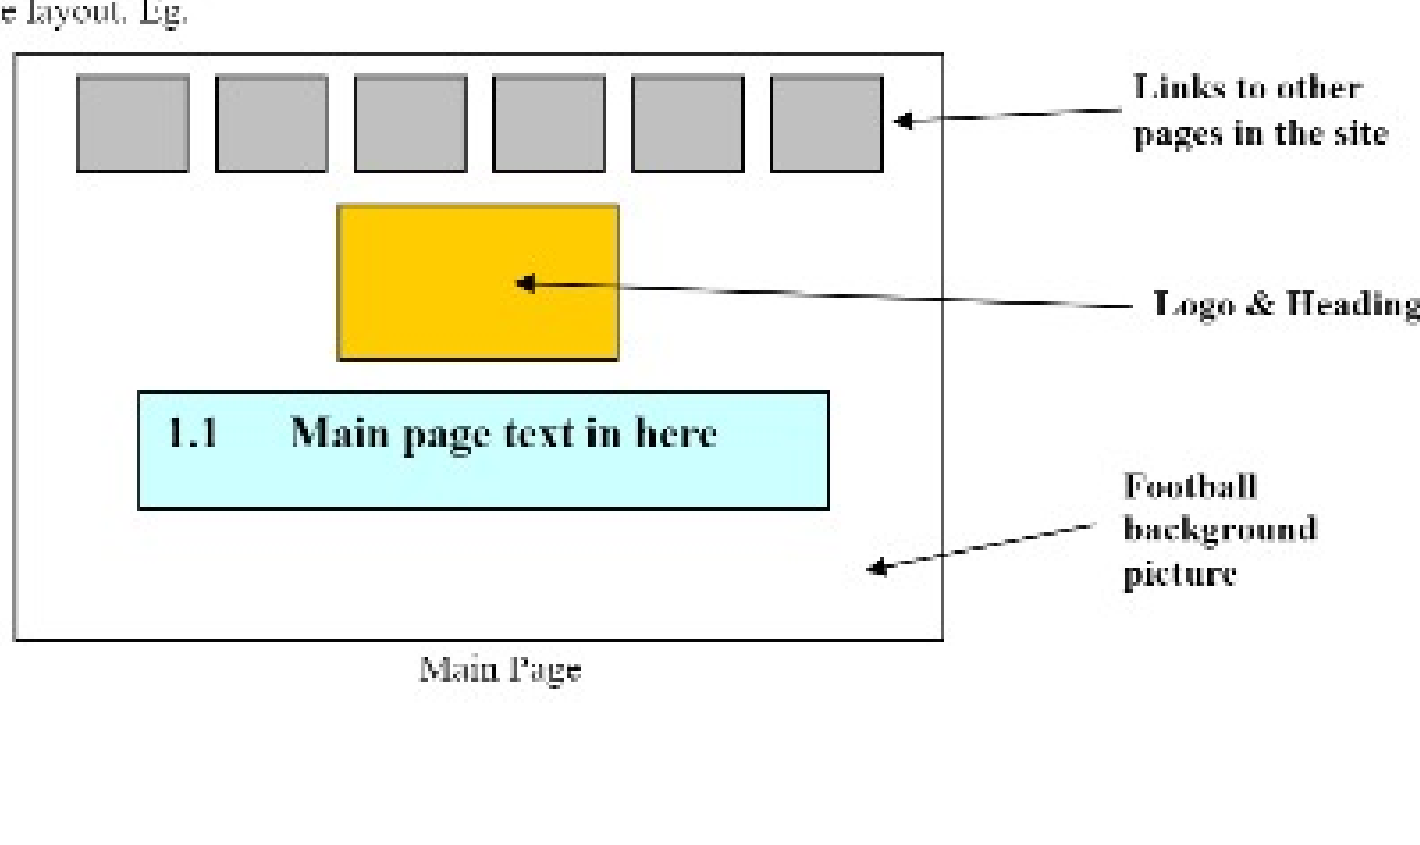 e layout. Eg.
Links to other
pages in the site
Logo & Heading
1.1 Main page text in here
Football
background
picture
Main Page